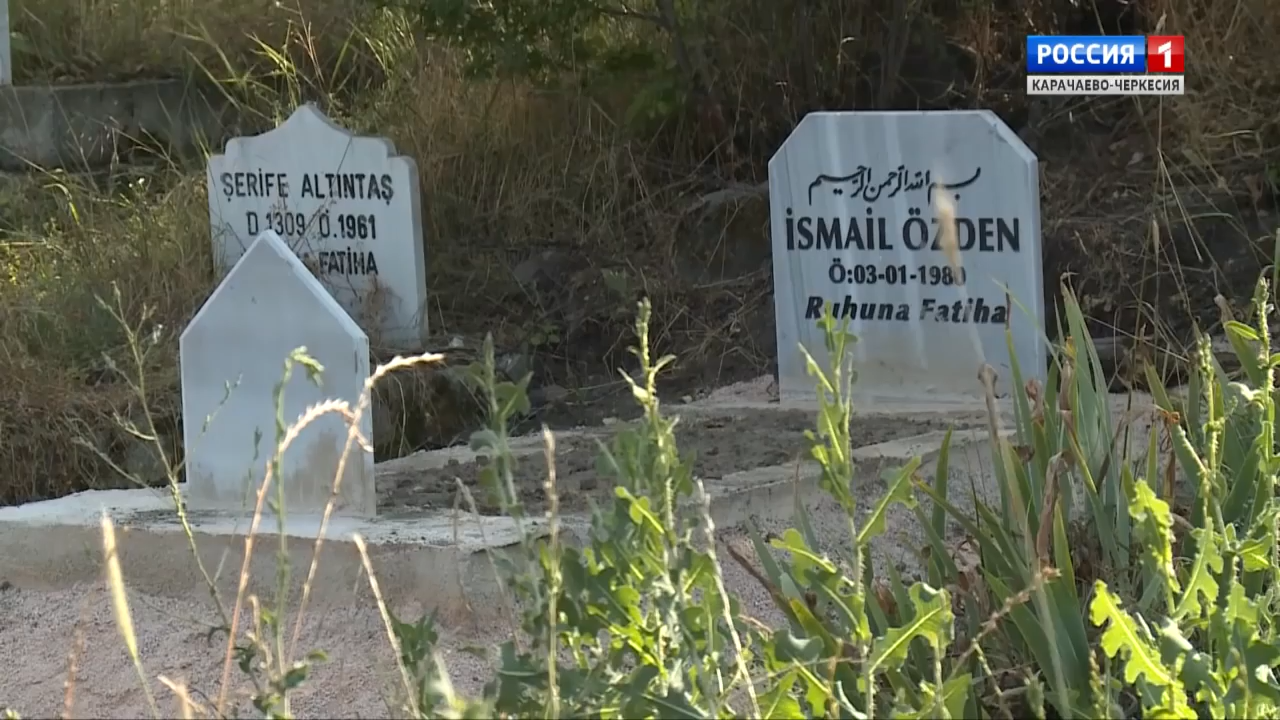 РОССИЯ 1
КАРАЧАЕВО-ЧЕРКЕСИЯ
ŞERİFE ALTINTAŞ
D 1309 Ö.1961
FATİHA
بسم الله الرحمن الرحيم
İSMAİL ÖZDEN
Ö:03-01-1980
Ruhuna Fatiha